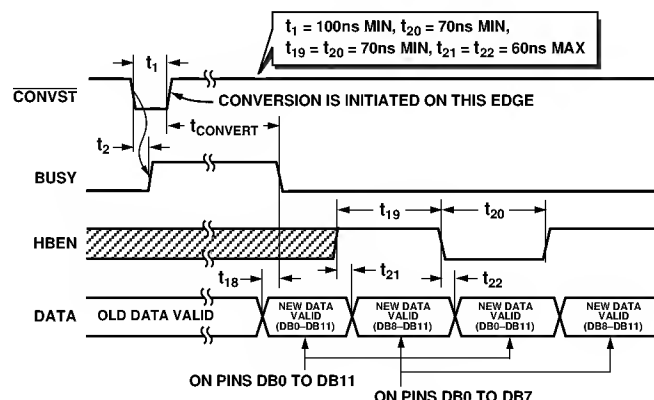 t1 = 100ns MIN, t20 = 70ns MIN,
t19 = t20 = 70ns MIN, t21 = t22 = 60ns MAX
t1
CONVST
CONVERSION IS INITIATED ON THIS EDGE
tCONVERT
t2
BUSY
t19
t20
HBEN
t18
t21
t22
DATA
OLD DATA VALID
NEW DATA
VALID
(DB0–DB11)
NEW DATA
VALID
(DB8–DB11)
NEW DATA
VALID
(DB0–DB11)
NEW DATA
VALID
(DB8–DB11)
ON PINS DB0 TO DB11
ON PINS DB0 TO DB7